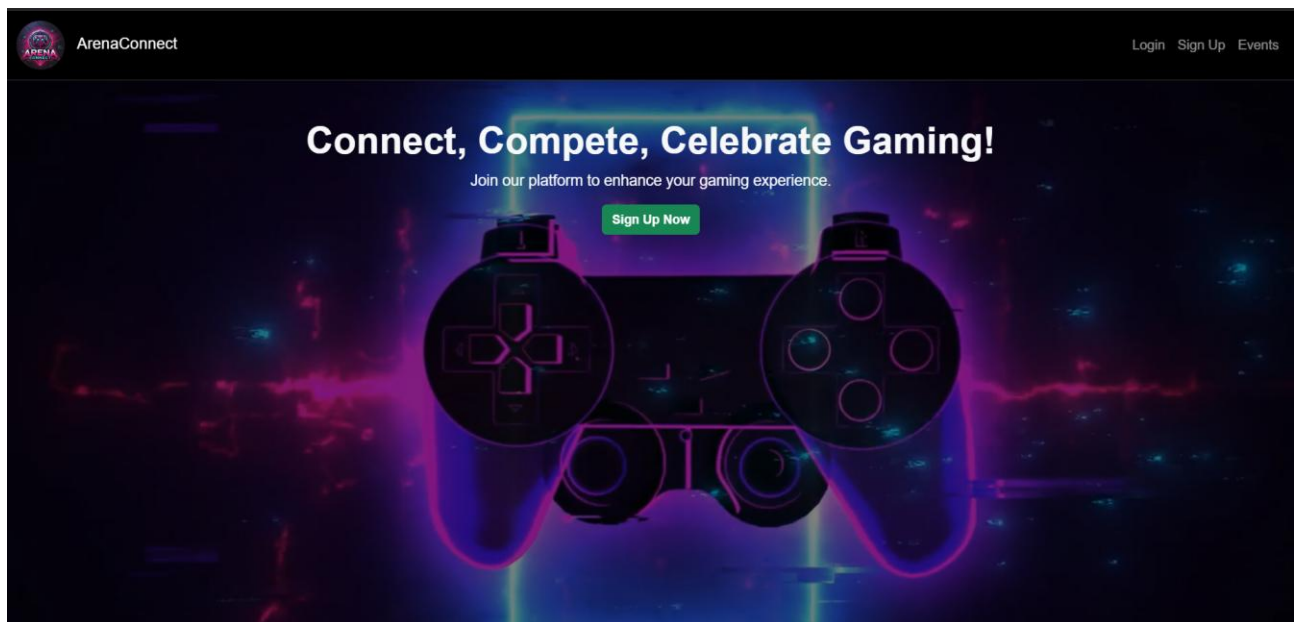 ARENA
ArenaConnect
Login Sign Up Events
Connect, Compete, Celebrate Gaming!
Join our platform to enhance your gaming experience.
Sign Up Now